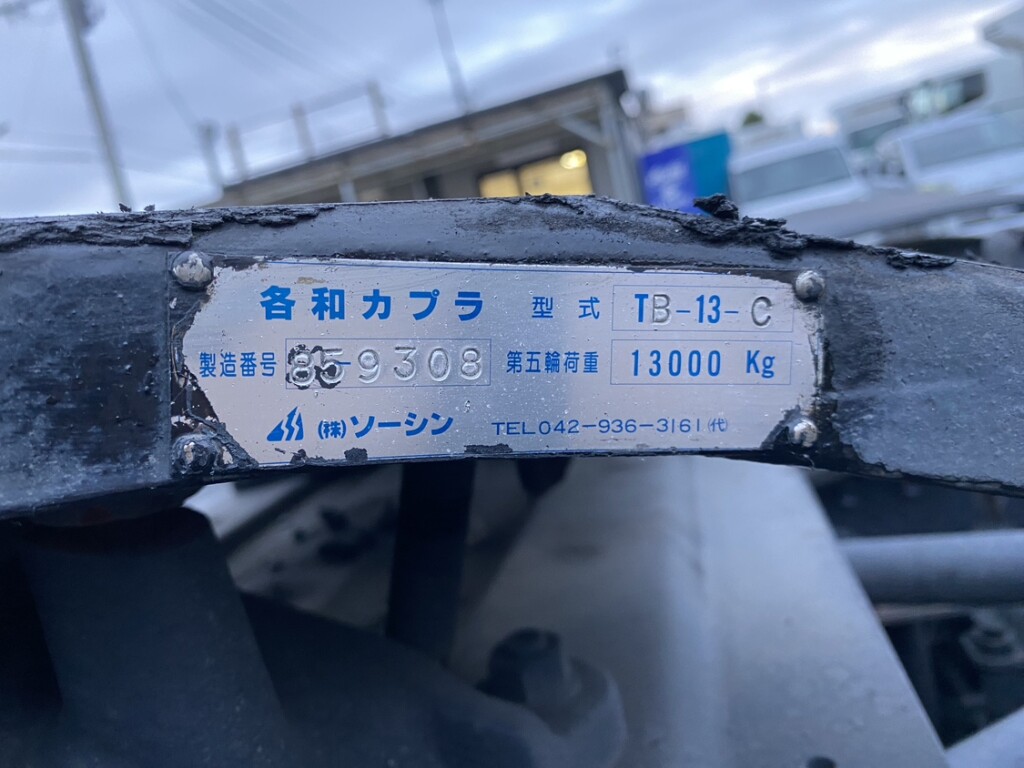 各和カプラ 型式 TB-13-C
製造番号 859308 第五輪荷重 13000 Kg
(株)ソーシン TEL042-936-3161(代)